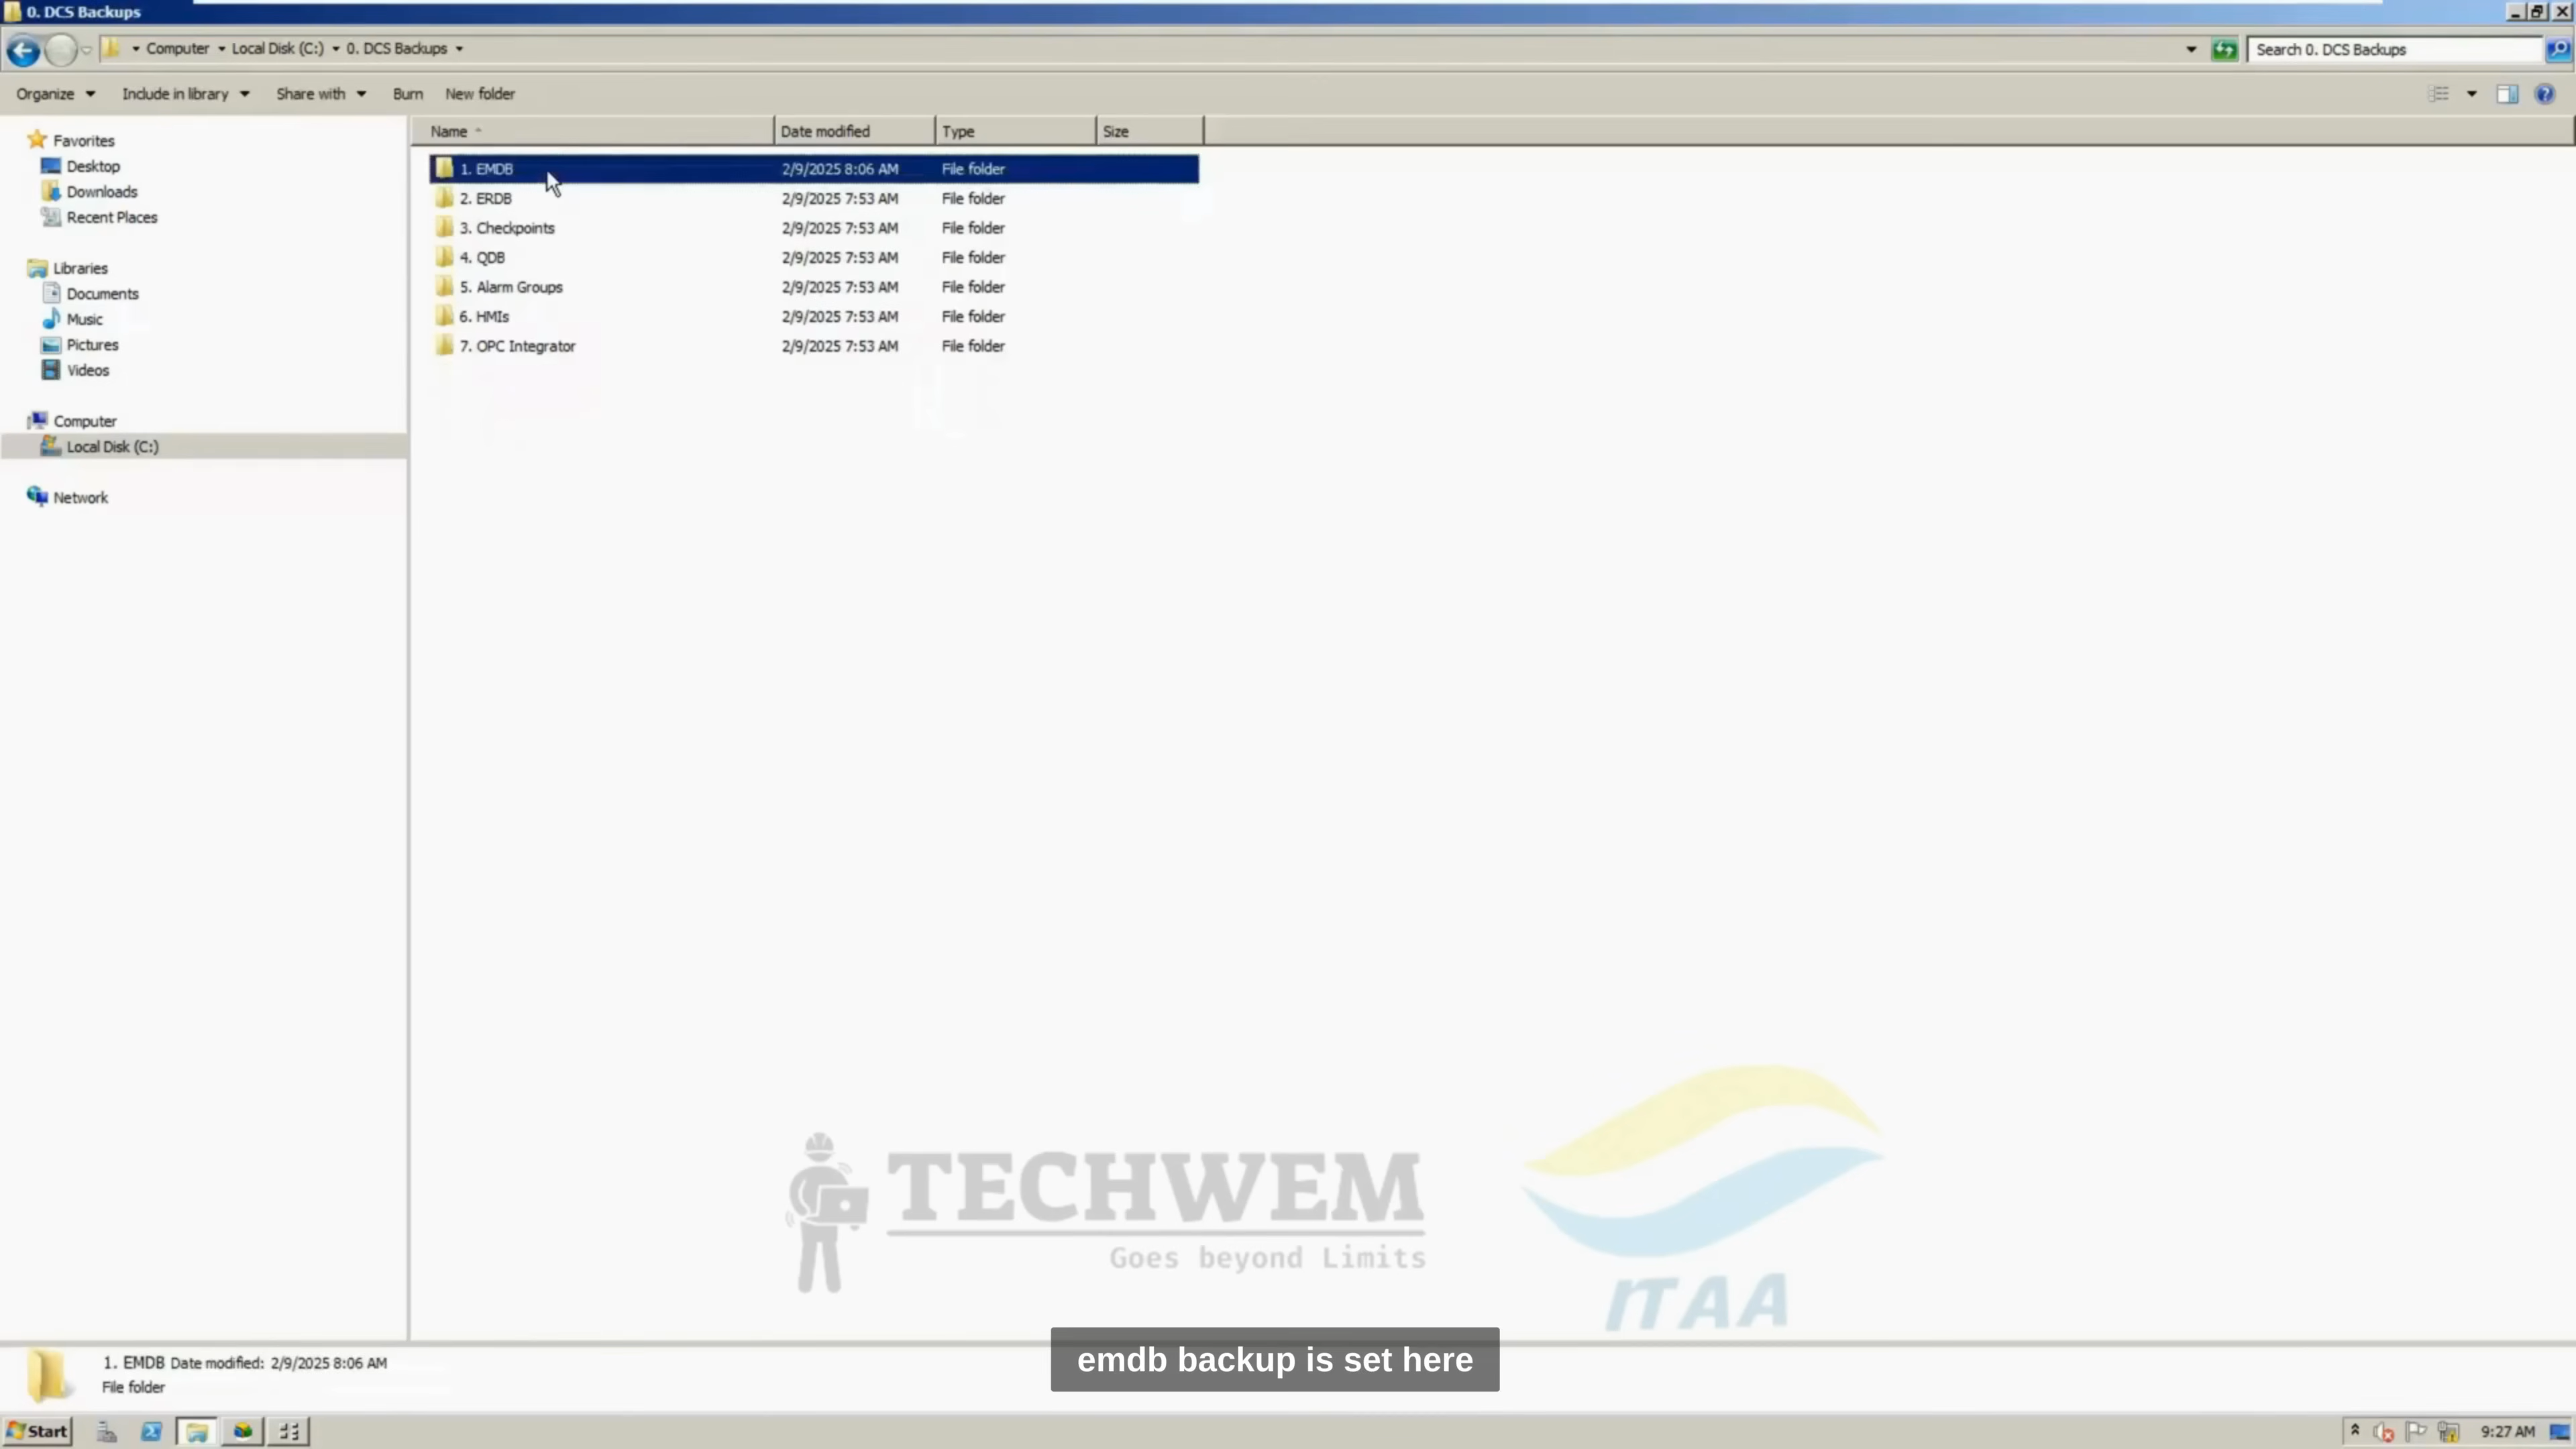 0. DCS Backups
Computer Local Disk (C:) 0. DCS Backups
Search 0. DCS Backups
Organize Include in library Share with Burn New folder
Favorites
Desktop
Downloads
Recent Places
Libraries
Documents
Music
Pictures
Videos
Computer
Local Disk (C:)
Network
Name Date modified Type Size
1. EMDB 2/9/2025 8:06 AM File folder
2. ERDB 2/9/2025 7:53 AM File folder
3. Checkpoints 2/9/2025 7:53 AM File folder
4. QDB 2/9/2025 7:53 AM File folder
5. Alarm Groups 2/9/2025 7:53 AM File folder
6. HMIs 2/9/2025 7:53 AM File folder
7. OPC Integrator 2/9/2025 7:53 AM File folder
TECHWEM
Goes beyond Limits
ITAA
emdb backup is set here
1. EMDB Date modified: 2/9/2025 8:06 AM
File folder
Start
9:27 AM